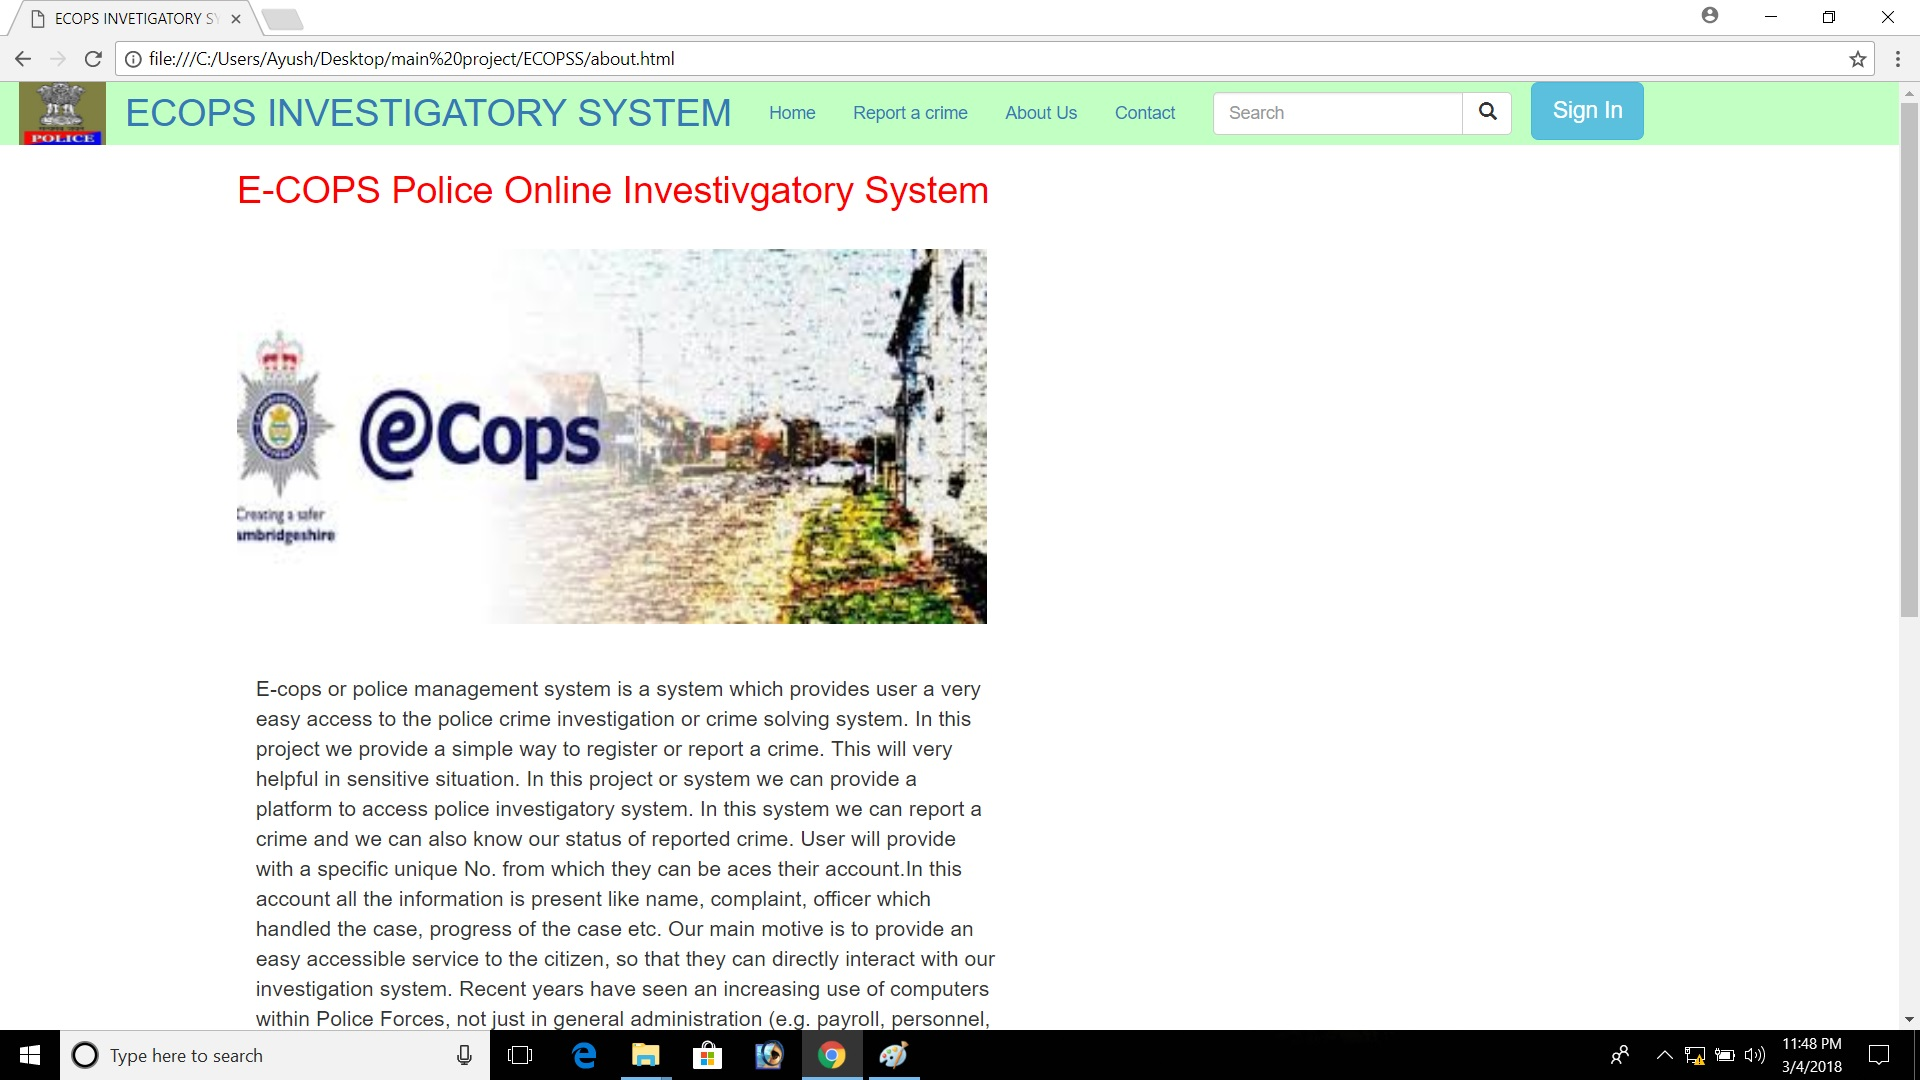 ECOPS INVETIGATORY SY
file:///C:/Users/Ayush/Desktop/main%20project/ECOPSS/about.html
POLICE
ECOPS INVESTIGATORY SYSTEM
Home
Report a crime
About Us
Contact
Search
Sign In
E-COPS Police Online Investivgatory System
@Cops
Creating a safer
ambridgeshire
E-cops or police management system is a system which provides user a very
easy access to the police crime investigation or crime solving system. In this
project we provide a simple way to register or report a crime. This will very
helpful in sensitive situation. In this project or system we can provide a
platform to access police investigatory system. In this system we can report a
crime and we can also know our status of reported crime. User will provide
with a specific unique No. from which they can be aces their account.In this
account all the information is present like name, complaint, officer which
handled the case, progress of the case etc. Our main motive is to provide an
easy accessible service to the citizen, so that they can directly interact with our
investigation system. Recent years have seen an increasing use of computers
within Police Forces, not just in general administration (e.g. payroll, personnel,
Type here to search
11:48 PM
3/4/2018